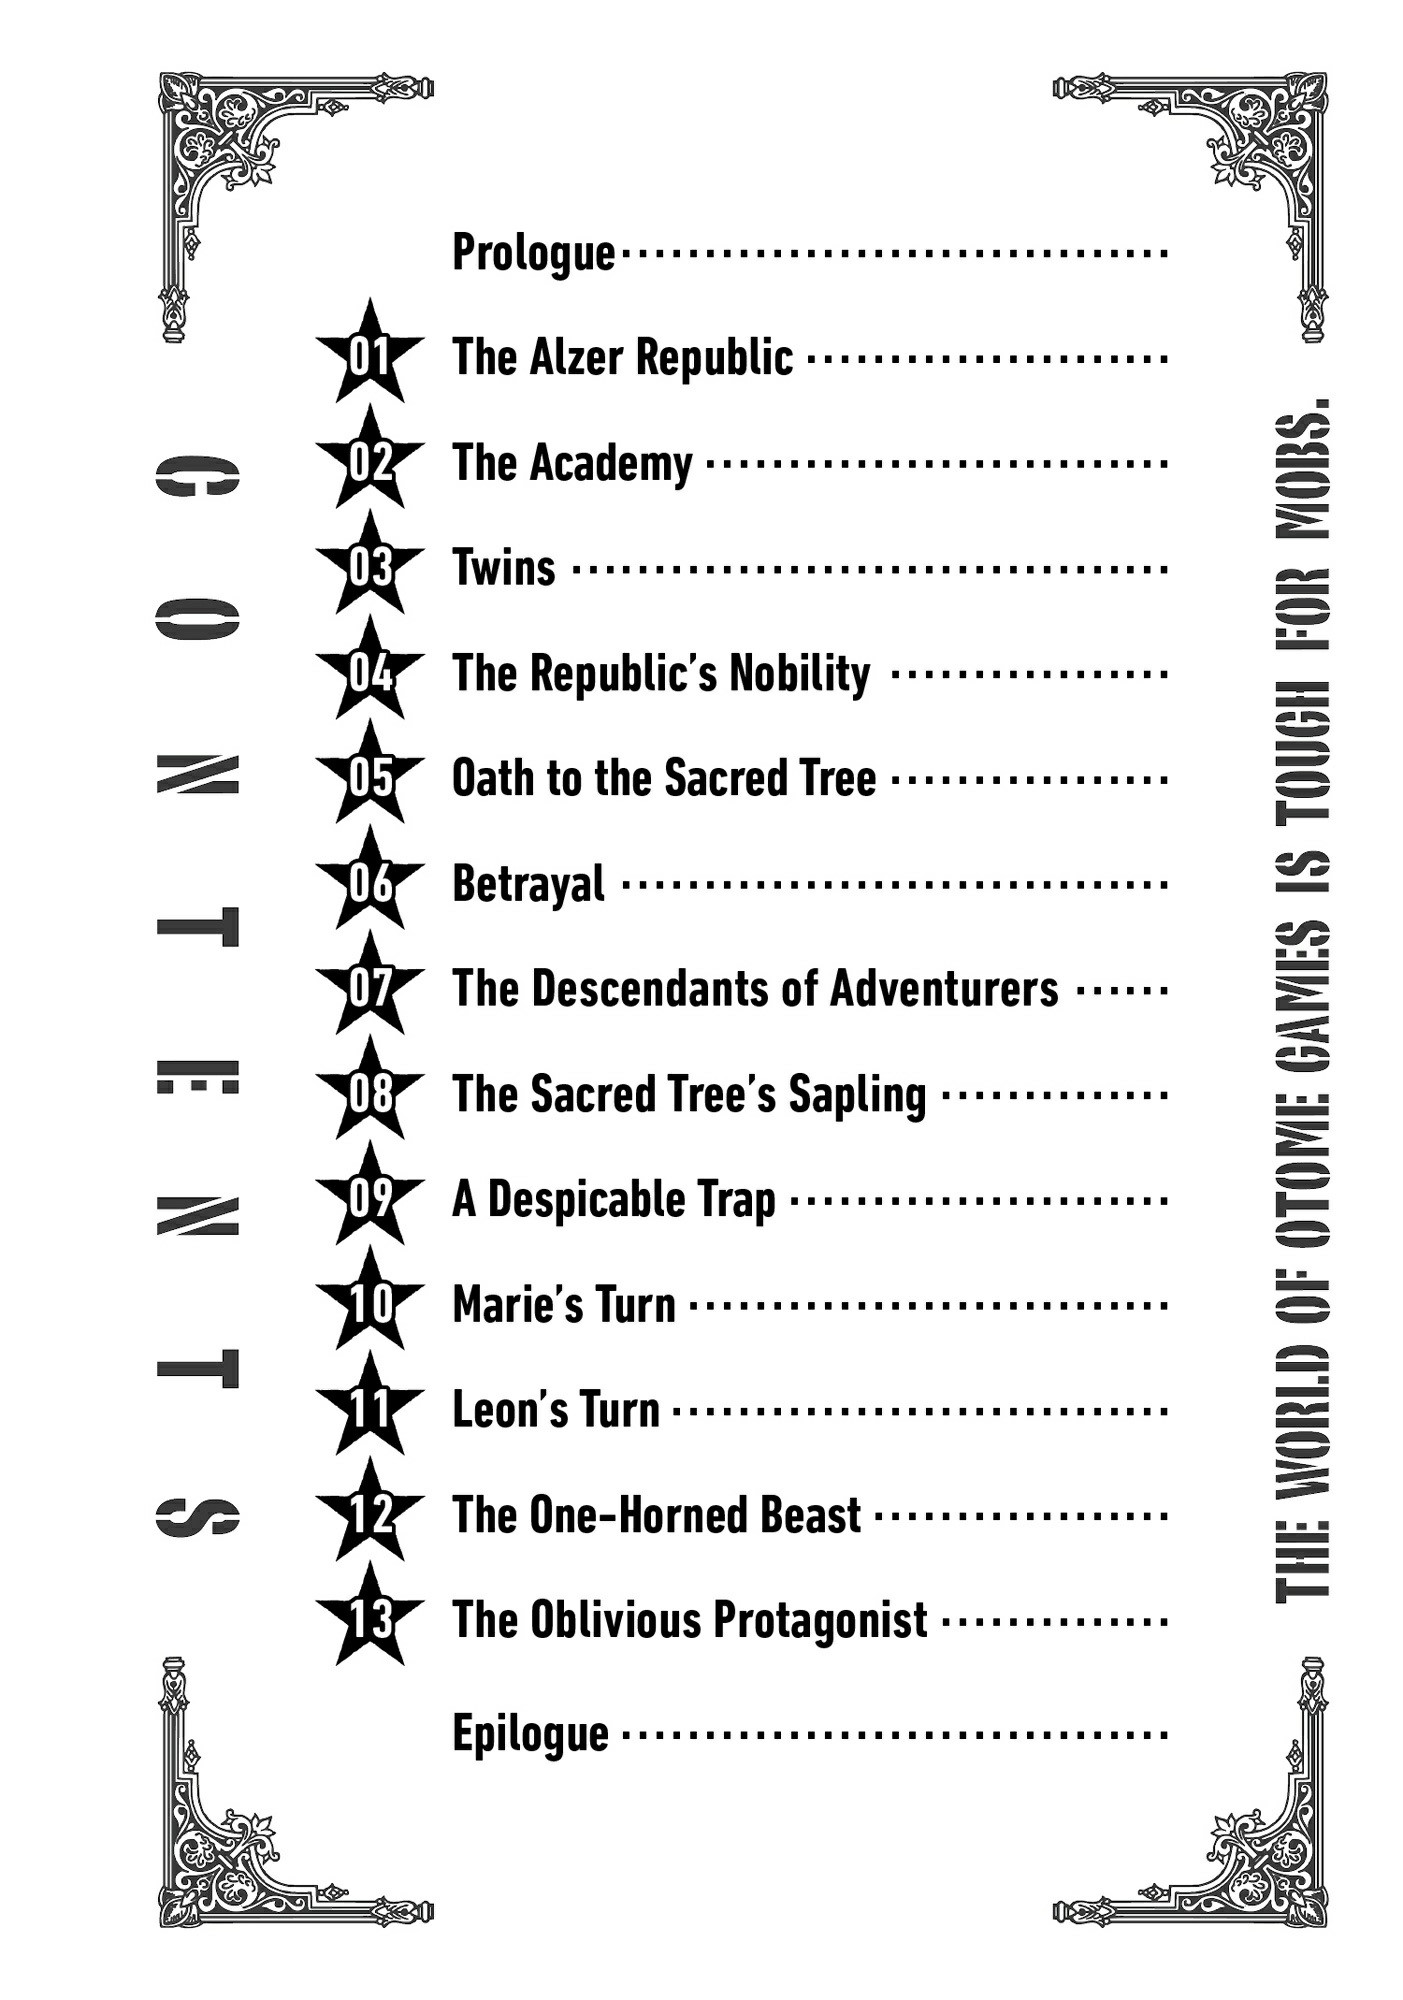 CONTENTS
Prologue
01 The Alzer Republic
02 The Academy
03 Twins
04 The Republic’s Nobility
05 Oath to the Sacred Tree
06 Betrayal
07 The Descendants of Adventurers
08 The Sacred Tree’s Sapling
09 A Despicable Trap
10 Marie’s Turn
11 Leon’s Turn
12 The One-Horned Beast
13 The Oblivious Protagonist
Epilogue
THE WORLD OF OTOME GAMES IS TOUGH FOR MOBS.